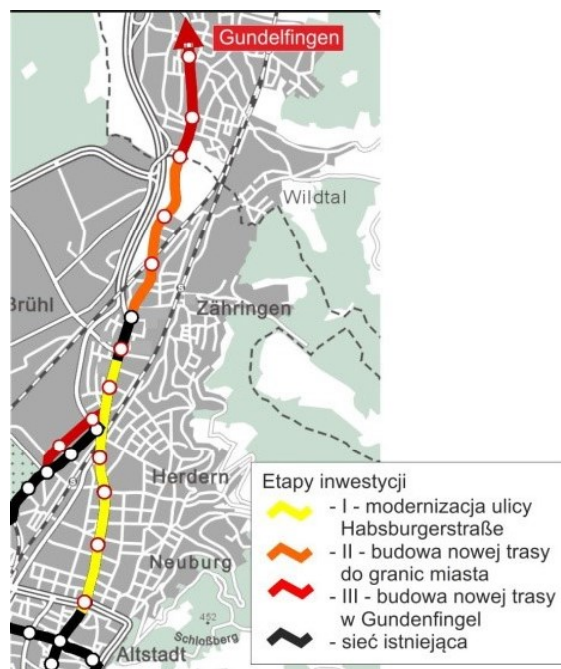 Gundelfingen
Wildtal
Brühl
Zähringen
Herdern
Neuburg
452
Schloßberg
Altstadt
Etapy inwestycji
- I - modernizacja ulicy
Habsburgerstraße
- II - budowa nowej trasy
do granic miasta
- III - budowa nowej trasy
w Gundenfingel
- sieć istniejąca